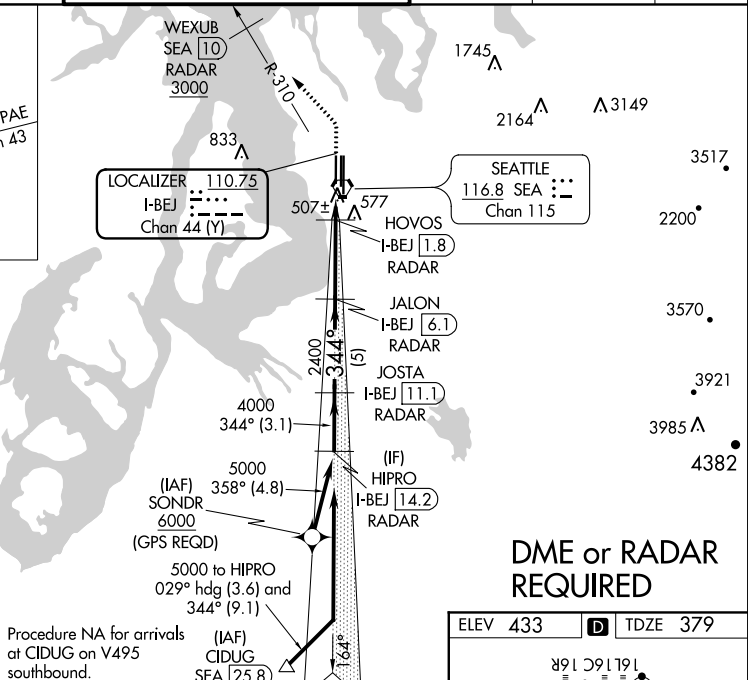 WEXUB
SEA 10
RADAR
3000
R-310
1745
2164
3149
PAE
43
833
3517
LOCALIZER 110.75
I-BEJ
Chan 44 (Y)
507±
577
SEATTLE
116.8 SEA
Chan 115
2200
HOVOS
I-BEJ 1.8
RADAR
JALON
I-BEJ 6.1
RADAR
3570
2400
344°
(5)
JOSTA
I-BEJ 11.1
RADAR
3921
3985
4382
4000
344° (3.1)
(IF)
HIPRO
I-BEJ 14.2
RADAR
5000
358° (4.8)
(IAF)
SONDR
6000
(GPS REQD)
DME or RADAR
REQUIRED
5000 to HIPRO
029° hdg (3.6) and
344° (9.1)
164°
Procedure NA for arrivals
at CIDUG on V495
southbound.
(IAF)
CIDUG
SEA 25.8
ELEV 433 D TDZE 379
16L 16C 16R